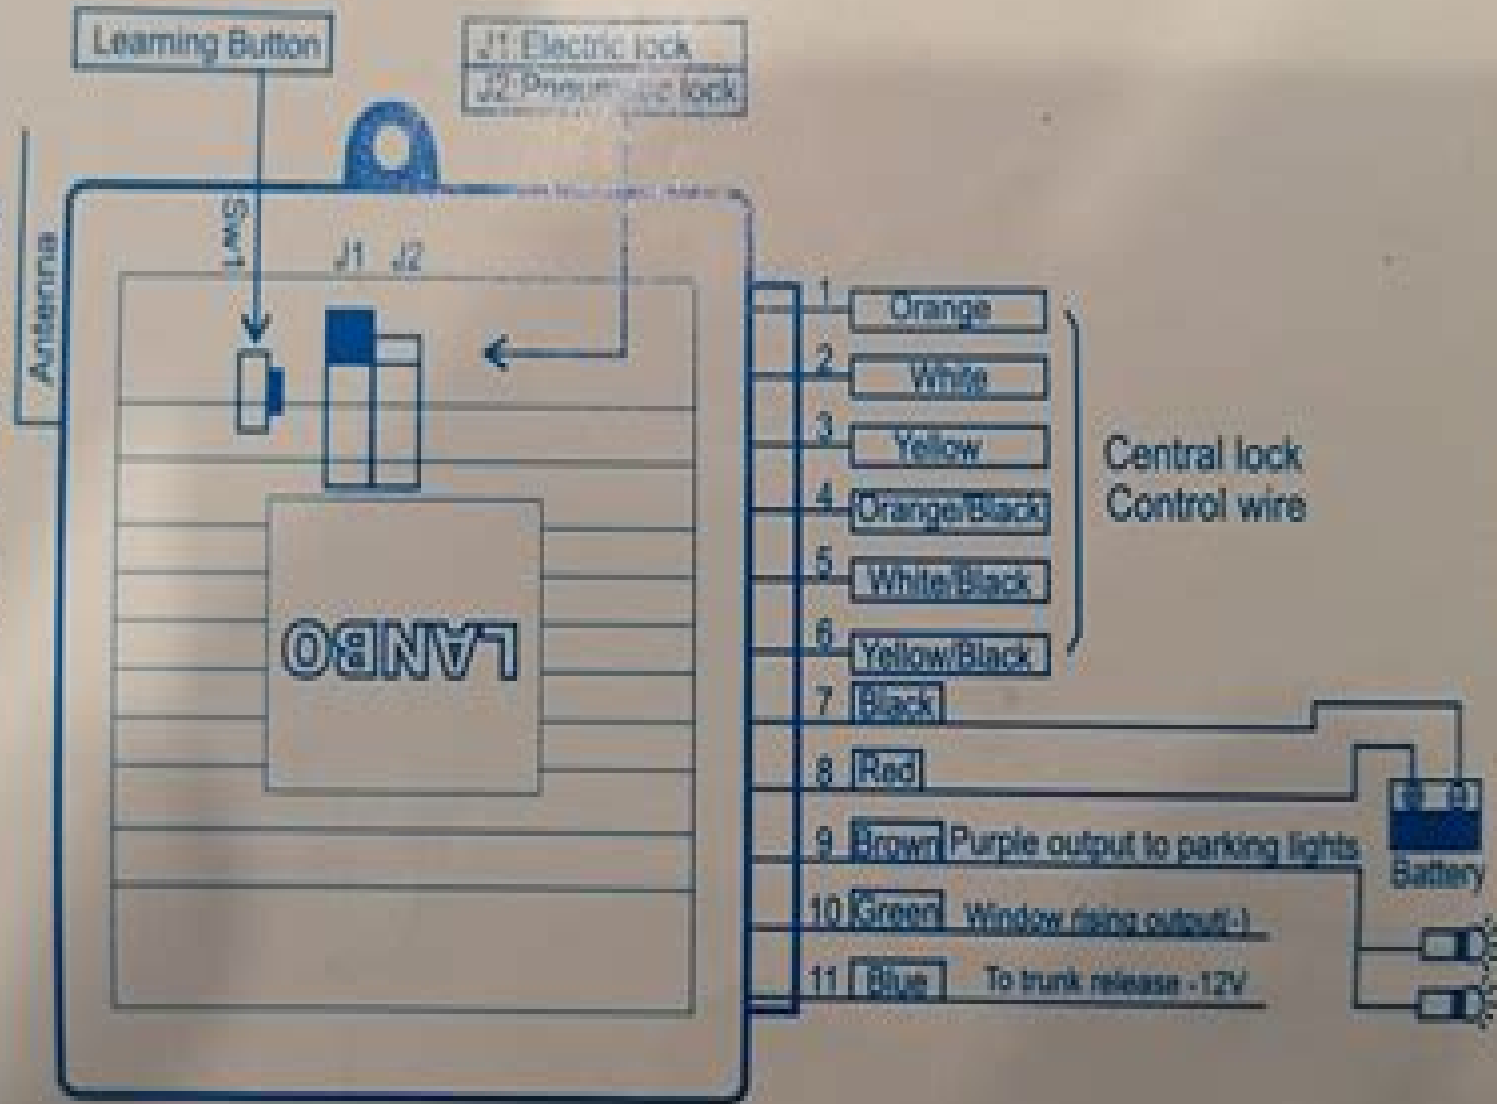 Learning Button
J1:Electric lock
J2:Pneumatic lock
Antenna
Sw1
J1 J2
LANBO
1 Orange
2 White
3 Yellow
4 Orange/Black
5 White/Black
6 Yellow/Black
Central lock
Control wire
7 Black
8 Red
9 Brown Purple output to parking lights
10 Green Window rising output(-)
11 Blue To trunk release -12V
Battery